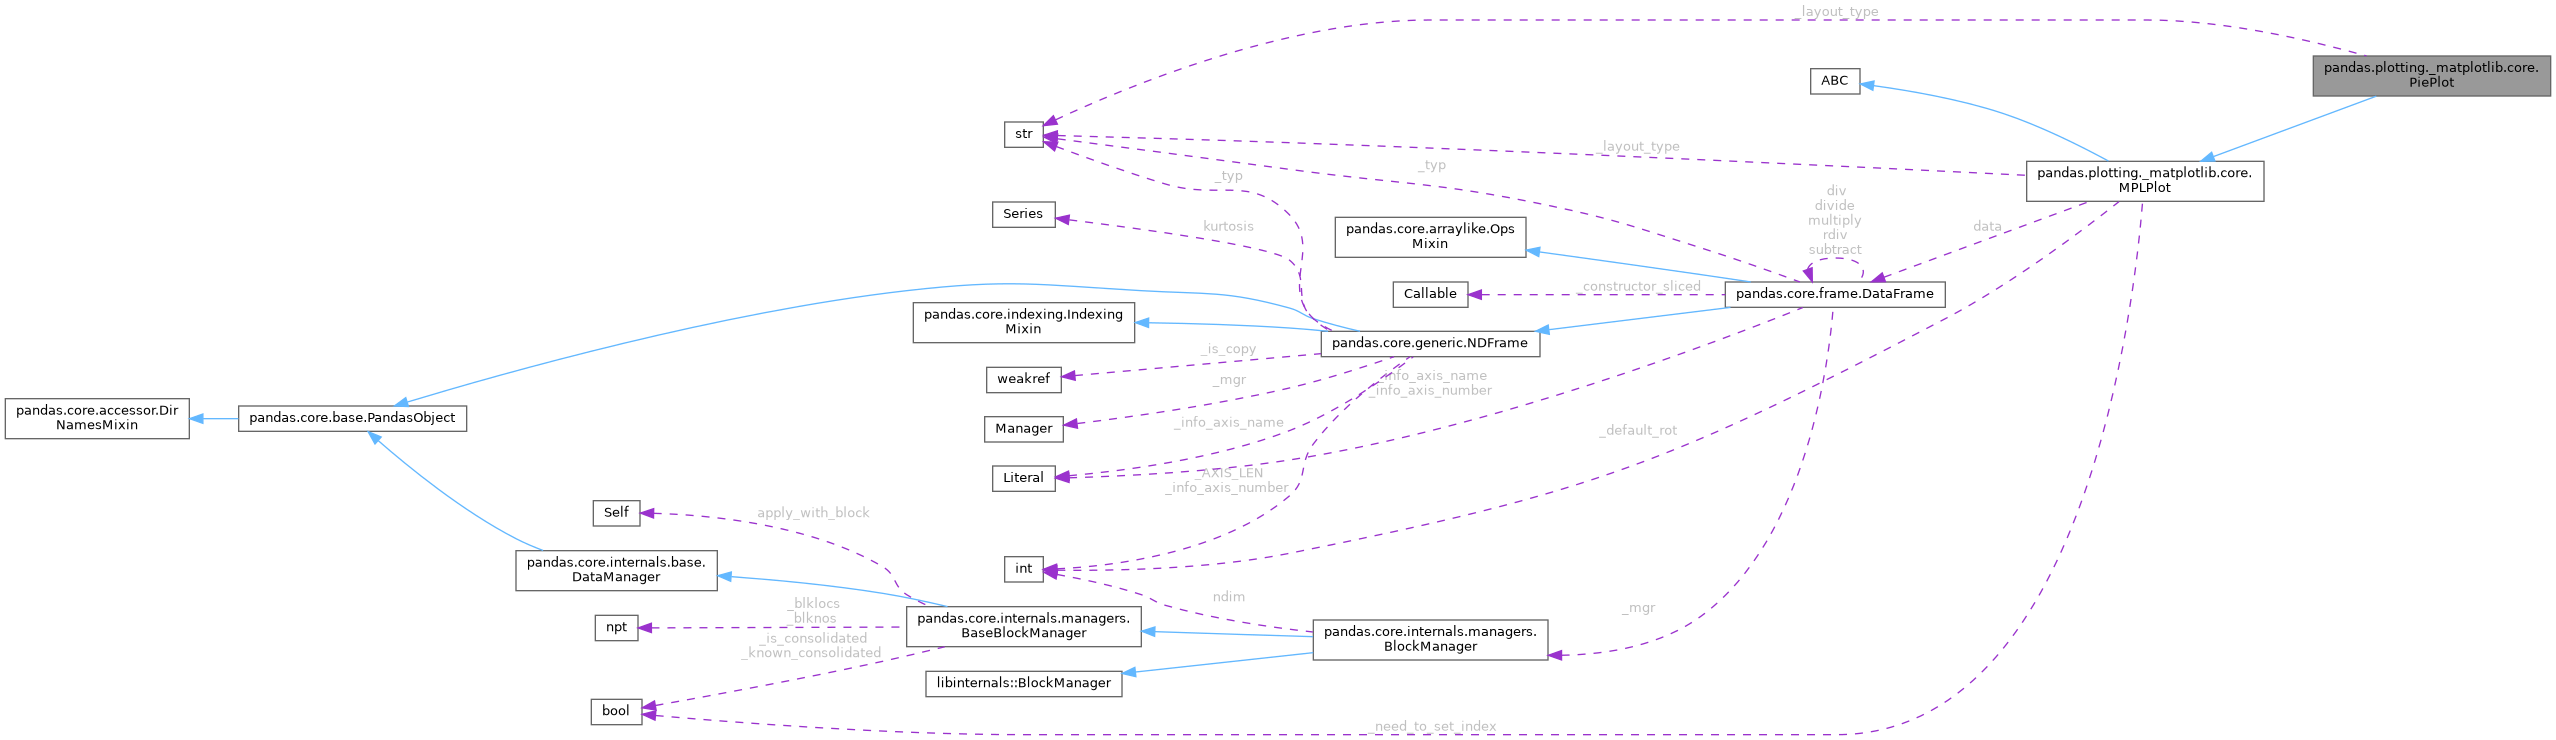 _layout_type
pandas.plotting._matplotlib.core.
PiePlot
ABC
str
_layout_type
_typ
_typ
pandas.plotting._matplotlib.core.
MPLPlot
div
divide
multiply
rdiv
subtract
data
Series
kurtosis
pandas.core.arraylike.Ops
Mixin
Callable
_constructor_sliced
pandas.core.frame.DataFrame
pandas.core.indexing.Indexing
Mixin
pandas.core.generic.NDFrame
_is_copy
weakref
_mgr
_info_axis_name
_info_axis_number
pandas.core.accessor.Dir
NamesMixin
pandas.core.base.PandasObject
Manager
_info_axis_name
_default_rot
Literal
_AXIS_LEN
_info_axis_number
Self
apply_with_block
pandas.core.internals.base.
DataManager
int
ndim
_blklocs
_blknos
npt
pandas.core.internals.managers.
BaseBlockManager
_mgr
_is_consolidated
_known_consolidated
pandas.core.internals.managers.
BlockManager
libinternals::BlockManager
bool
_need_to_set_index